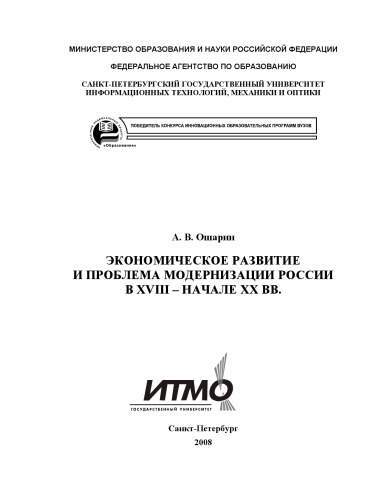 МИНИСТЕРСТВО ОБРАЗОВАНИЯ И НАУКИ РОССИЙСКОЙ ФЕДЕРАЦИИ
ФЕДЕРАЛЬНОЕ АГЕНТСТВО ПО ОБРАЗОВАНИЮ
САНКТ-ПЕТЕРБУРГСКИЙ ГОСУДАРСТВЕННЫЙ УНИВЕРСИТЕТ
ИНФОРМАЦИОННЫХ ТЕХНОЛОГИЙ, МЕХАНИКИ И ОПТИКИ
ПОБЕДИТЕЛЬ КОНКУРСА ИННОВАЦИОННЫХ ОБРАЗОВАТЕЛЬНЫХ ПРОГРАММ ВУЗОВ
«Образование»
А. В. Ошарин
ЭКОНОМИЧЕСКОЕ РАЗВИТИЕ
И ПРОБЛЕМА МОДЕРНИЗАЦИИ РОССИИ
В XVIII – НАЧАЛЕ XX ВВ.
ИТМО
ГОСУДАРСТВЕННЫЙ УНИВЕРСИТЕТ
Санкт-Петербург
2008